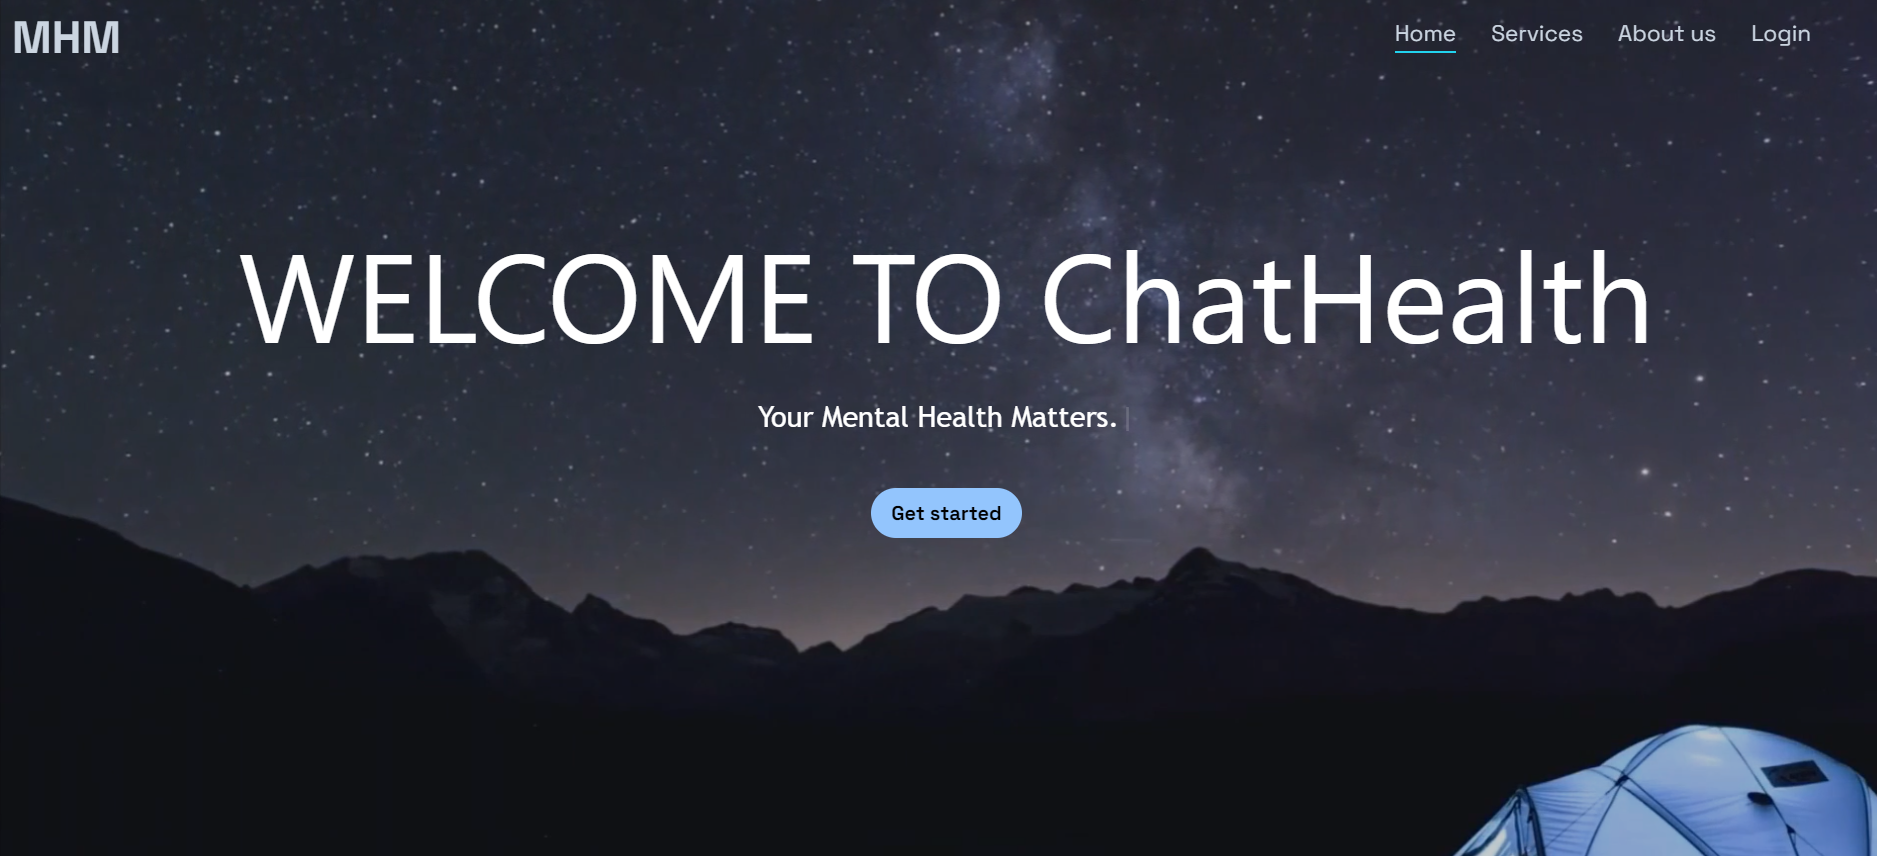 MHM
Home Services About us Login
WELCOME TO ChatHealth
Your Mental Health Matters. |
Get started